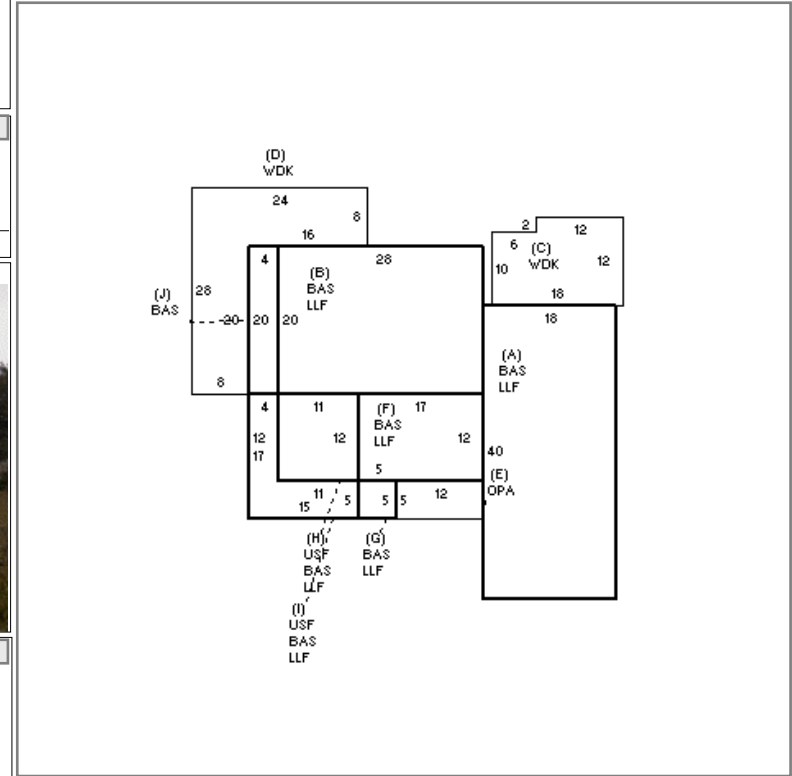 (D)
WDK
24
8
16
2
12
6
(C)
WDK
12
10
18
4
28
(B)
BAS
LLF
28
(J)
BAS
20
20
20
18
(A)
BAS
LLF
8
4
11
(F)
BAS
LLF
17
12
12
12
17
40
5
(E)
OPA
11
15
5
5
5
12
(H)
USF
BAS
LLF
(G)
BAS
LLF
(I)
USF
BAS
LLF